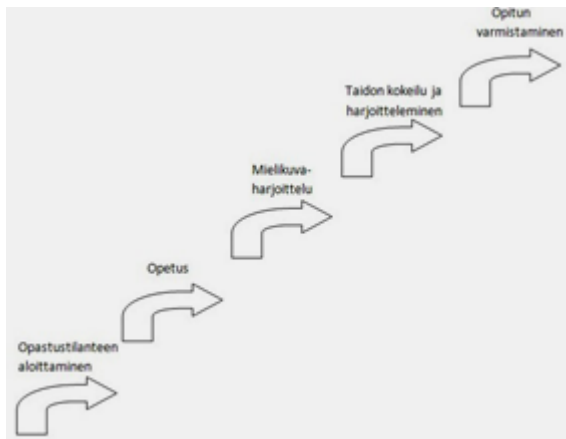 Opitun
varmistaminen
Taidon kokeilu ja
harjoitteleminen
Mielikuva-
harjoittelu
Opetus
Opastustilanteen
aloittaminen